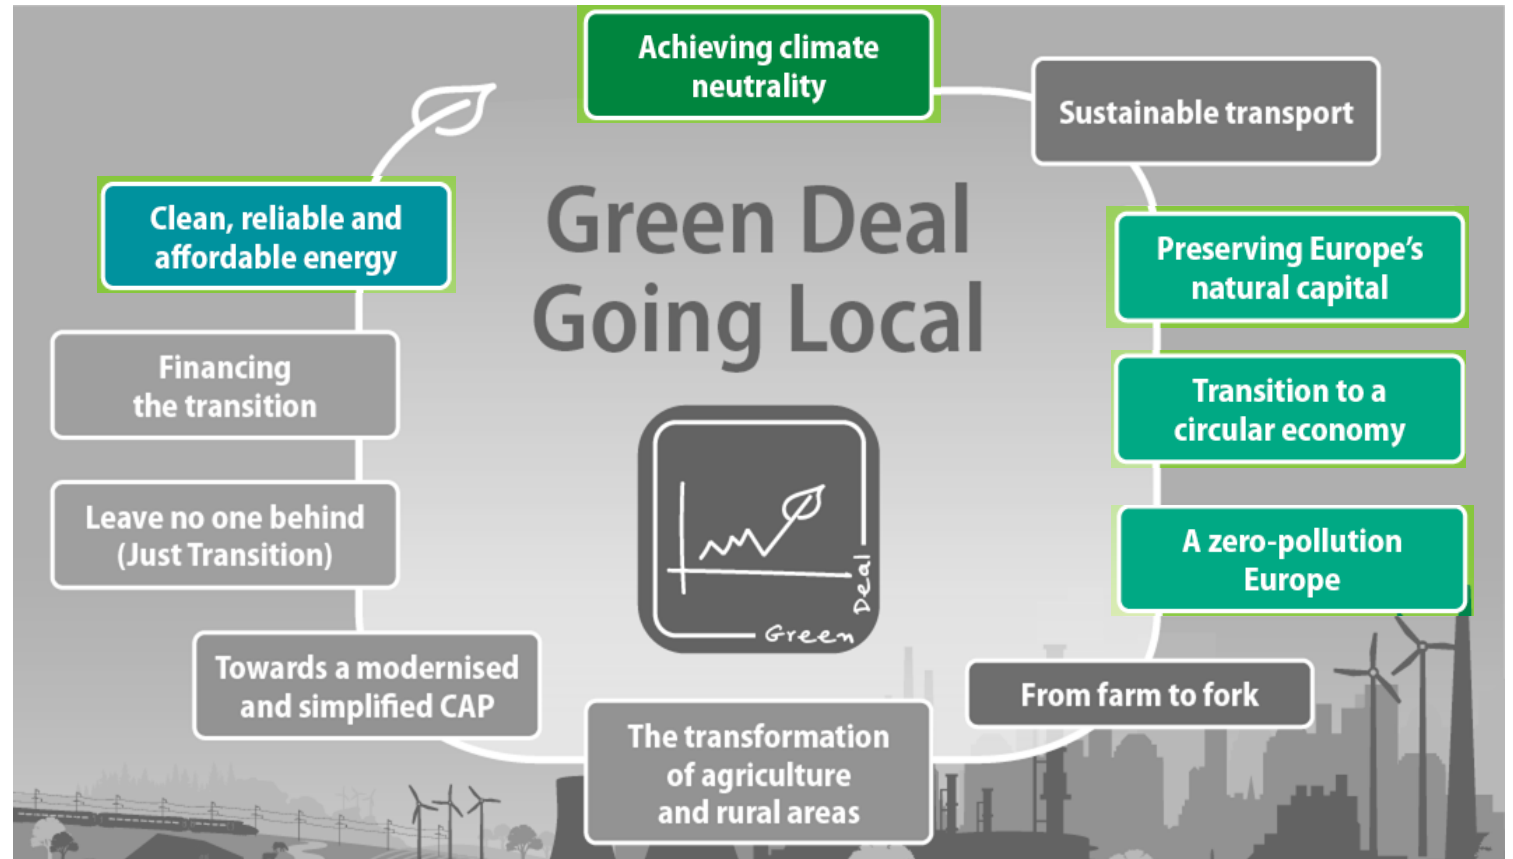 Achieving climate
neutrality
Sustainable transport
Clean, reliable and
affordable energy
Green Deal
Going Local
Preserving Europe's
natural capital
Financing
the transition
Transition to a
circular economy
Leave no one behind
(Just Transition)
A zero-pollution
Europe
Deal
Green
Towards a modernised
and simplified CAP
From farm to fork
The transformation
of agriculture
and rural areas